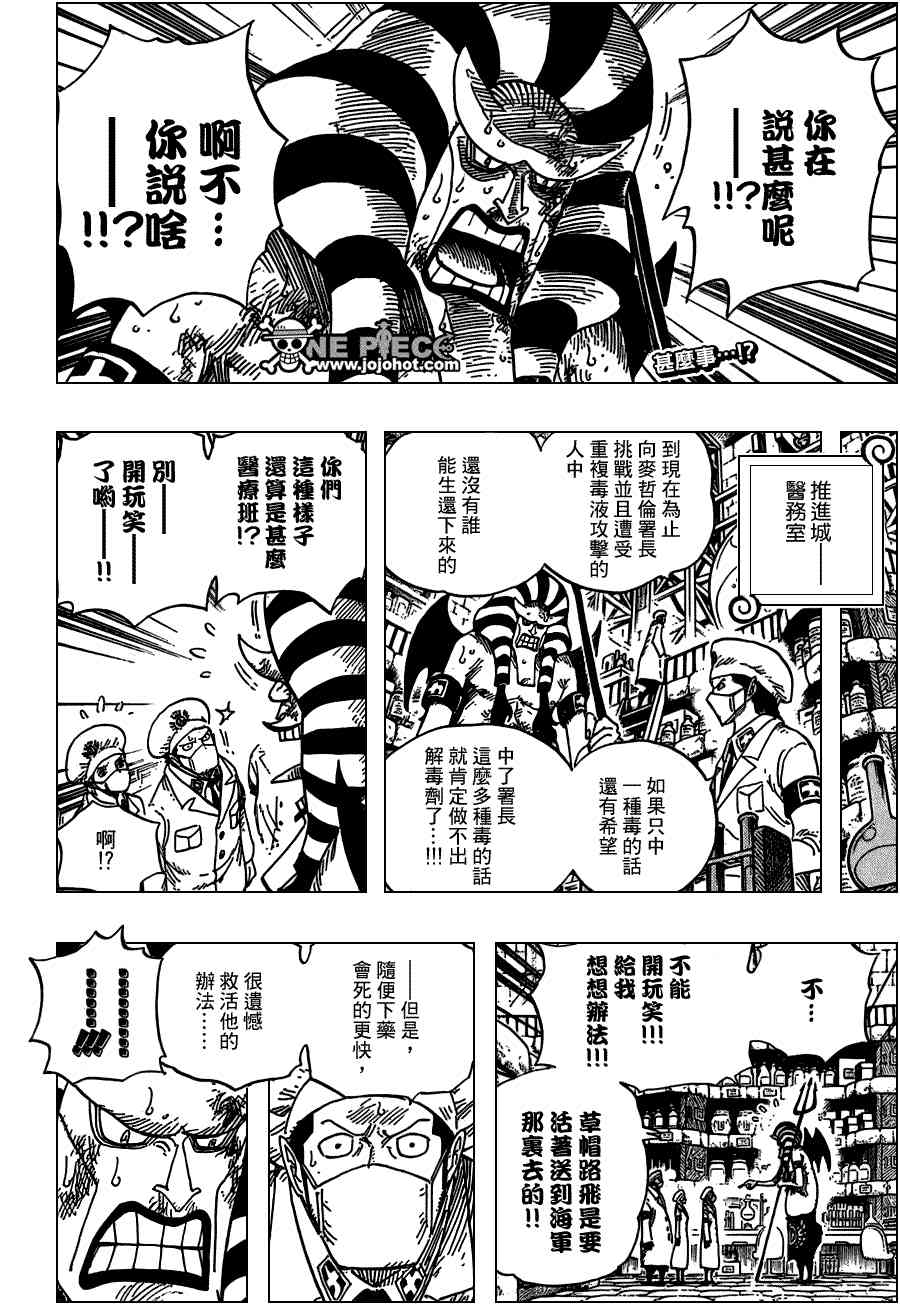 你在
說甚麼呢
——!!?
啊不…
你說啥
——!!?
甚麼事…!?
ONE PIECE
www.jojohot.com
推進城——
醫務室
到現在為止
向麥哲倫署長
挑戰並且遭受
重複毒液攻擊的
人中
還沒有誰
能生還下來的
如果只中
一種毒的話
還有希望
中了署長
這麼多種毒的話
就肯定做不出
解毒劑了…!!!
你們
這種樣子
還算是甚麼
醫療班!?
別——
開玩笑——
了喲——!!
啊!?
不…
不能
開玩笑!!!
給我
想想辦法!!!
草帽路飛是要
活著送到海軍
那裏去的!!
——但是，
隨便下藥
會死的更快，
很遺憾
救活他的
辦法……
!!!